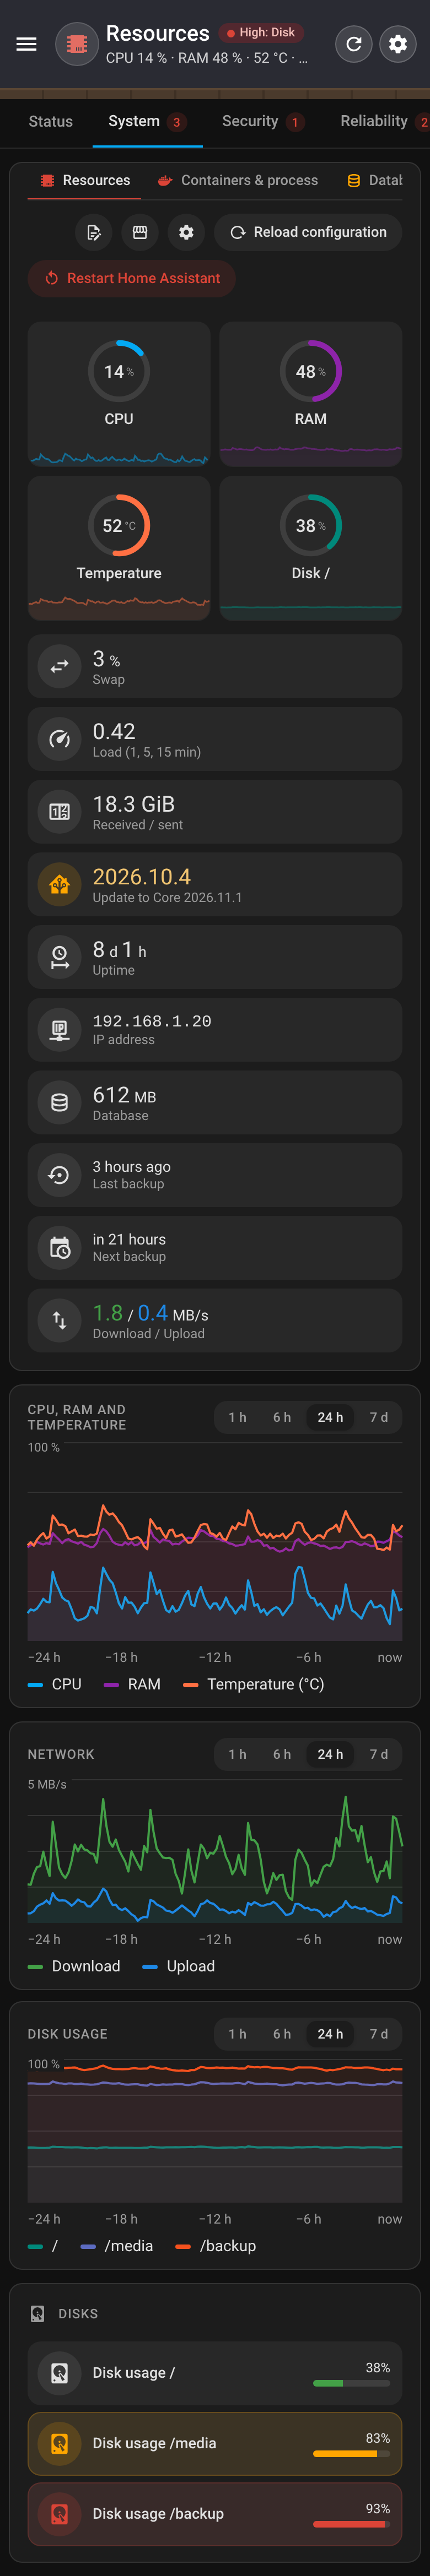 Resources
High: Disk
CPU 14 % · RAM 48 % · 52 °C · ...
Status
System 3
Security 1
Reliability 2
Resources
Containers & process
Datab
Reload configuration
Restart Home Assistant
14 %
CPU
48 %
RAM
52 °C
Temperature
38 %
Disk /
3 %
Swap
0.42
Load (1, 5, 15 min)
18.3 GiB
Received / sent
2026.10.4
Update to Core 2026.11.1
8 d 1 h
Uptime
IP
192.168.1.20
IP address
612 MB
Database
3 hours ago
Last backup
in 21 hours
Next backup
1.8 / 0.4 MB/s
Download / Upload
CPU, RAM AND
TEMPERATURE
1 h 6 h 24 h 7 d
100 %
−24 h −18 h −12 h −6 h now
CPU RAM Temperature (°C)
NETWORK
1 h 6 h 24 h 7 d
5 MB/s
−24 h −18 h −12 h −6 h now
Download Upload
DISK USAGE
1 h 6 h 24 h 7 d
100 %
−24 h −18 h −12 h −6 h now
/ /media /backup
DISKS
Disk usage /
38%
Disk usage /media
83%
Disk usage /backup
93%